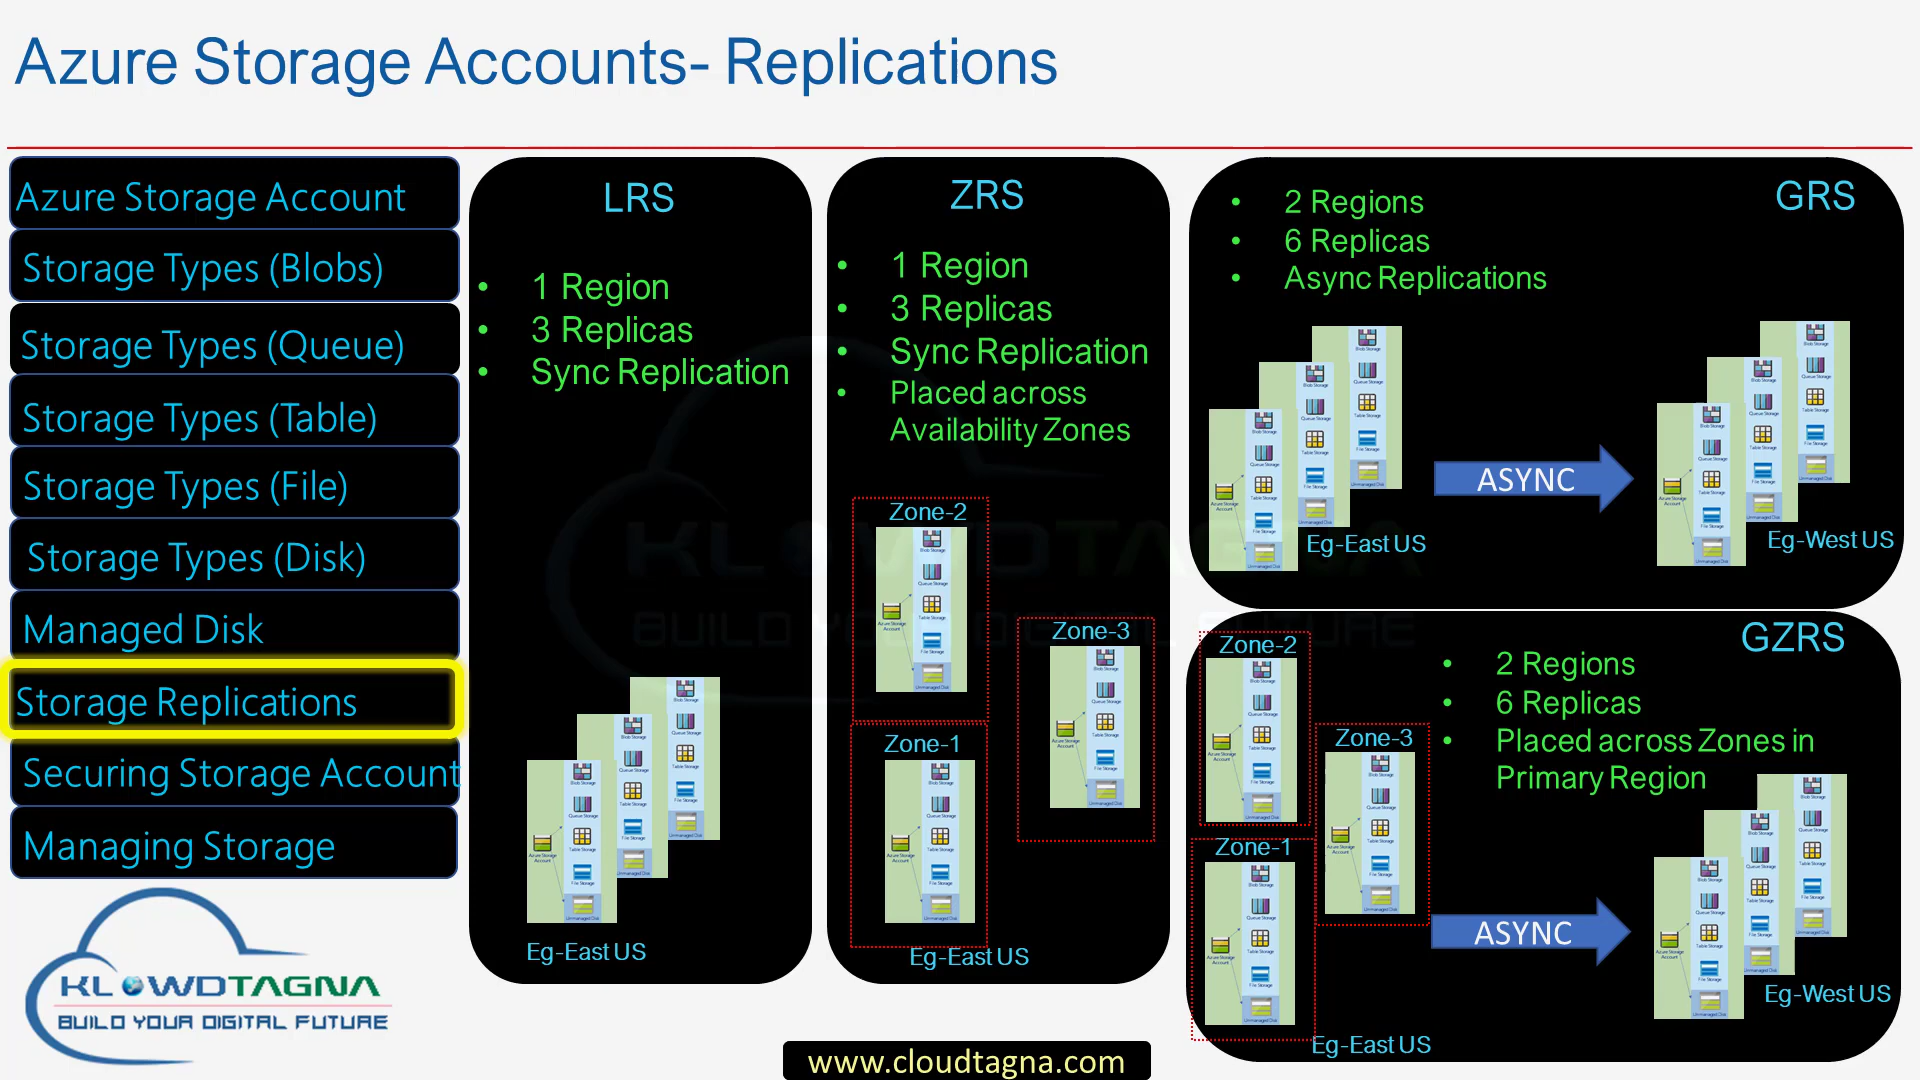 Azure Storage Accounts- Replications
Azure Storage Account
Storage Types (Blobs)
Storage Types (Queue)
Storage Types (Table)
Storage Types (File)
Storage Types (Disk)
Managed Disk
Storage Replications
Securing Storage Account
Managing Storage
KLOWDTAGNA
BUILD YOUR DIGITAL FUTURE
LRS
• 1 Region
• 3 Replicas
• Sync Replication
Eg-East US
ZRS
• 1 Region
• 3 Replicas
• Sync Replication
• Placed across
Availability Zones
Zone-2
Zone-3
Zone-1
Eg-East US
GRS
• 2 Regions
• 6 Replicas
• Async Replications
ASYNC
Eg-East US
Eg-West US
GZRS
• 2 Regions
• 6 Replicas
• Placed across Zones in
Primary Region
Zone-2
Zone-3
Zone-1
ASYNC
Eg-East US
Eg-West US
KLOWDTAGNA
BUILD YOUR DIGITAL FUTURE
www.cloudtagna.com